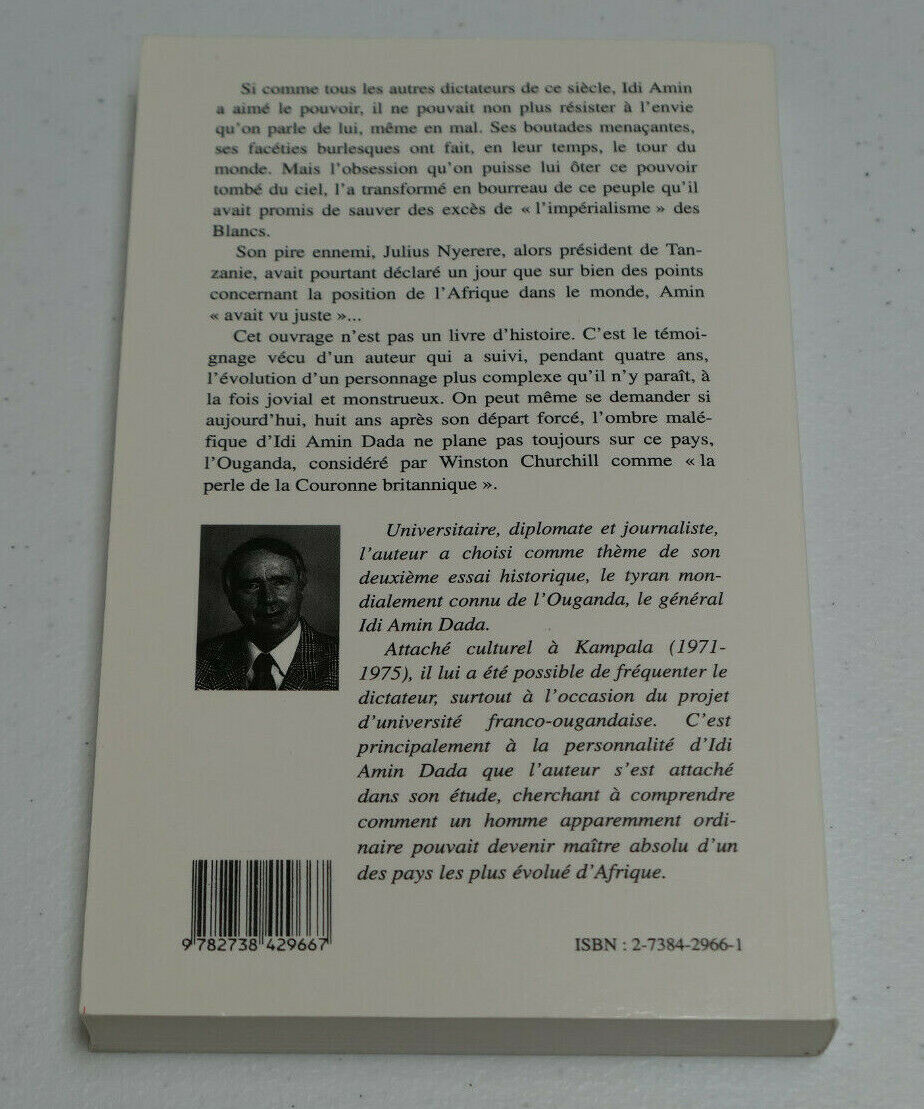 Si comme tous les autres dictateurs de ce siècle, Idi Amin
a aimé le pouvoir, il ne pouvait non plus résister à l'envie
qu'on parle de lui, même en mal. Ses boutades menaçantes,
ses facéties burlesques ont fait, en leur temps, le tour du
monde. Mais l'obsession qu'on puisse lui ôter ce pouvoir
tombé du ciel, l'a transformé en bourreau de ce peuple qu'il
avait promis de sauver des excès de « l'impérialisme » des
Blancs.
Son pire ennemi, Julius Nyerere, alors président de Tan-
zanie, avait pourtant déclaré un jour que sur bien des points
concernant la position de l'Afrique dans le monde, Amin
« avait vu juste »...
Cet ouvrage n'est pas un livre d'histoire. C'est le témoi-
gnage vécu d'un auteur qui a suivi, pendant quatre ans,
l'évolution d'un personnage plus complexe qu'il n'y paraît, à
la fois jovial et monstrueux. On peut même se demander si
aujourd'hui, huit ans après son départ forcé, l'ombre malé-
fique d'Idi Amin Dada ne plane pas toujours sur ce pays,
l'Ouganda, considéré par Winston Churchill comme « la
perle de la Couronne britannique ».
Universitaire, diplomate et journaliste,
l'auteur a choisi comme thème de son
deuxième essai historique, le tyran mon-
dialement connu de l'Ouganda, le général
Idi Amin Dada.
Attaché culturel à Kampala (1971-
1975), il lui a été possible de fréquenter le
dictateur, surtout à l'occasion du projet
d'université franco-ougandaise. C'est
principalement à la personnalité d'Idi
Amin Dada que l'auteur s'est attaché
dans son étude, cherchant à comprendre
comment un homme apparemment ordi-
naire pouvait devenir maître absolu d'un
des pays les plus évolué d'Afrique.
9 782738 429667
ISBN : 2-7384-2966-1